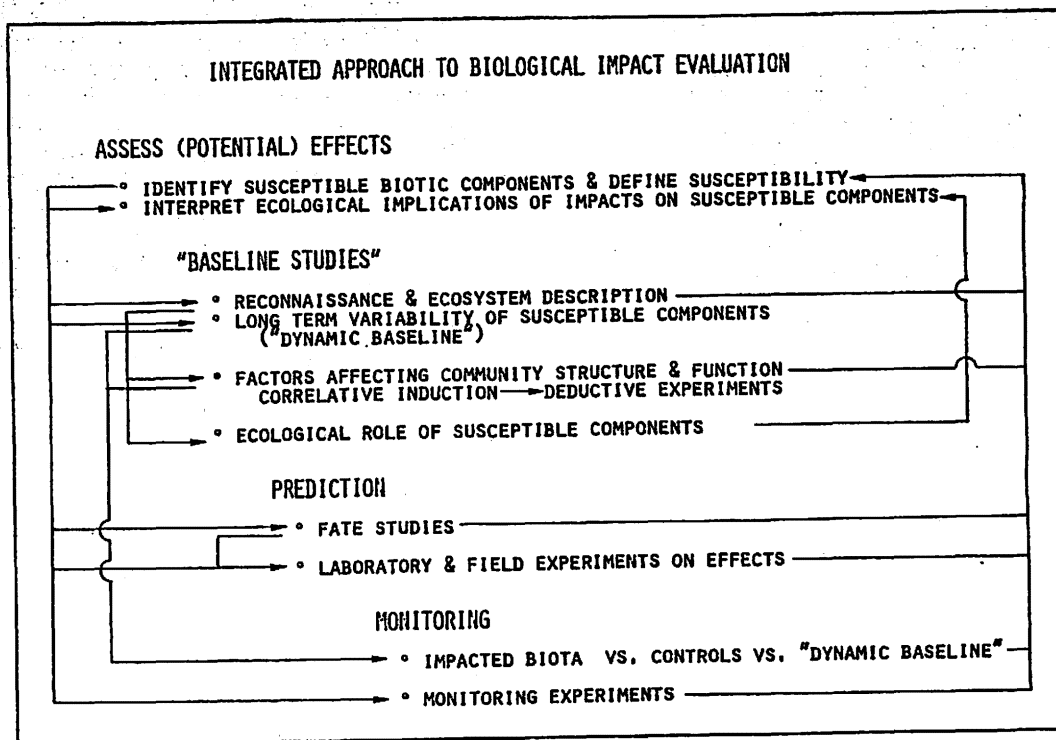 INTEGRATED APPROACH TO BIOLOGICAL IMPACT EVALUATION
ASSESS (POTENTIAL) EFFECTS
° IDENTIFY SUSCEPTIBLE BIOTIC COMPONENTS & DEFINE SUSCEPTIBILITY
° INTERPRET ECOLOGICAL IMPLICATIONS OF IMPACTS ON SUSCEPTIBLE COMPONENTS
"BASELINE STUDIES"
° RECONNAISSANCE & ECOSYSTEM DESCRIPTION
° LONG TERM VARIABILITY OF SUSCEPTIBLE COMPONENTS
("DYNAMIC BASELINE")
° FACTORS AFFECTING COMMUNITY STRUCTURE & FUNCTION
CORRELATIVE INDUCTION → DEDUCTIVE EXPERIMENTS
° ECOLOGICAL ROLE OF SUSCEPTIBLE COMPONENTS
PREDICTION
° FATE STUDIES
° LABORATORY & FIELD EXPERIMENTS ON EFFECTS
MONITORING
° IMPACTED BIOTA VS. CONTROLS VS. "DYNAMIC BASELINE"
° MONITORING EXPERIMENTS